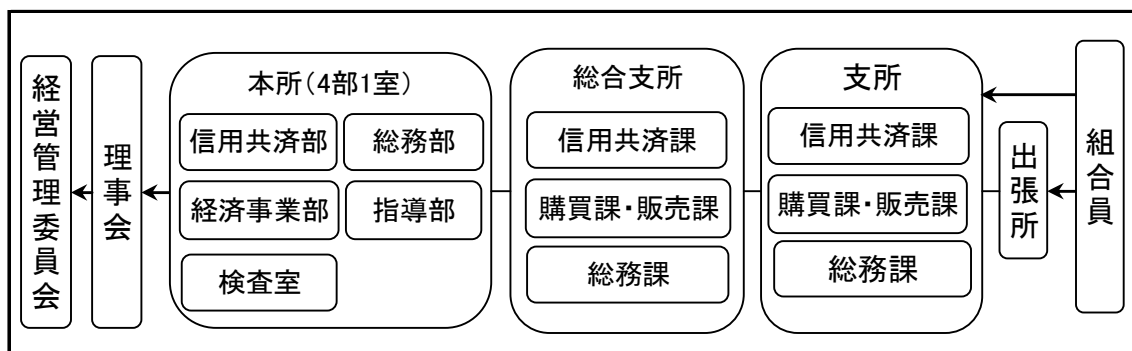 経営管理委員会
理事会
本所(4部1室)
信用共済部
総務部
経済事業部
指導部
検査室
総合支所
信用共済課
購買課・販売課
総務課
支所
信用共済課
購買課・販売課
総務課
出張所
組合員